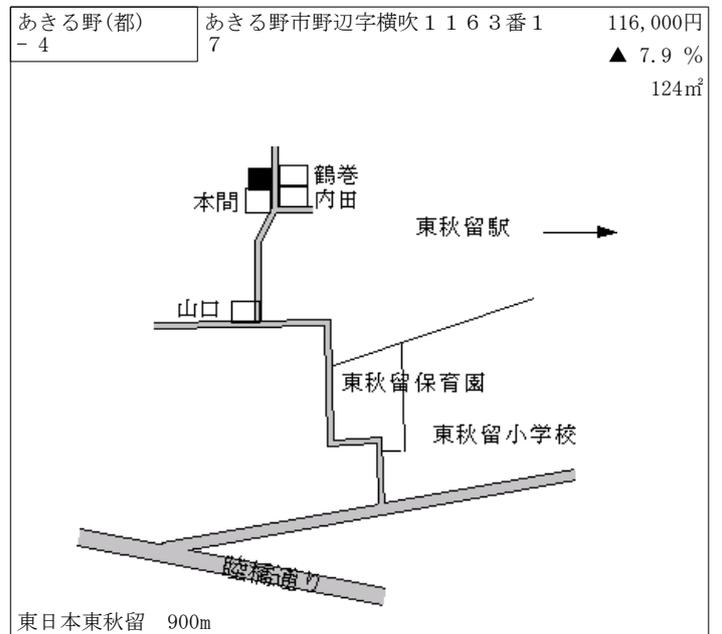 あきる野(都)
− 4
あきる野市野辺字横吹１１６３番１
７
116,000円
▲ 7.9 %
124㎡
鶴巻
本間
内田
東秋留駅
山口
東秋留保育園
東秋留小学校
睦橋通り
東日本東秋留　900m